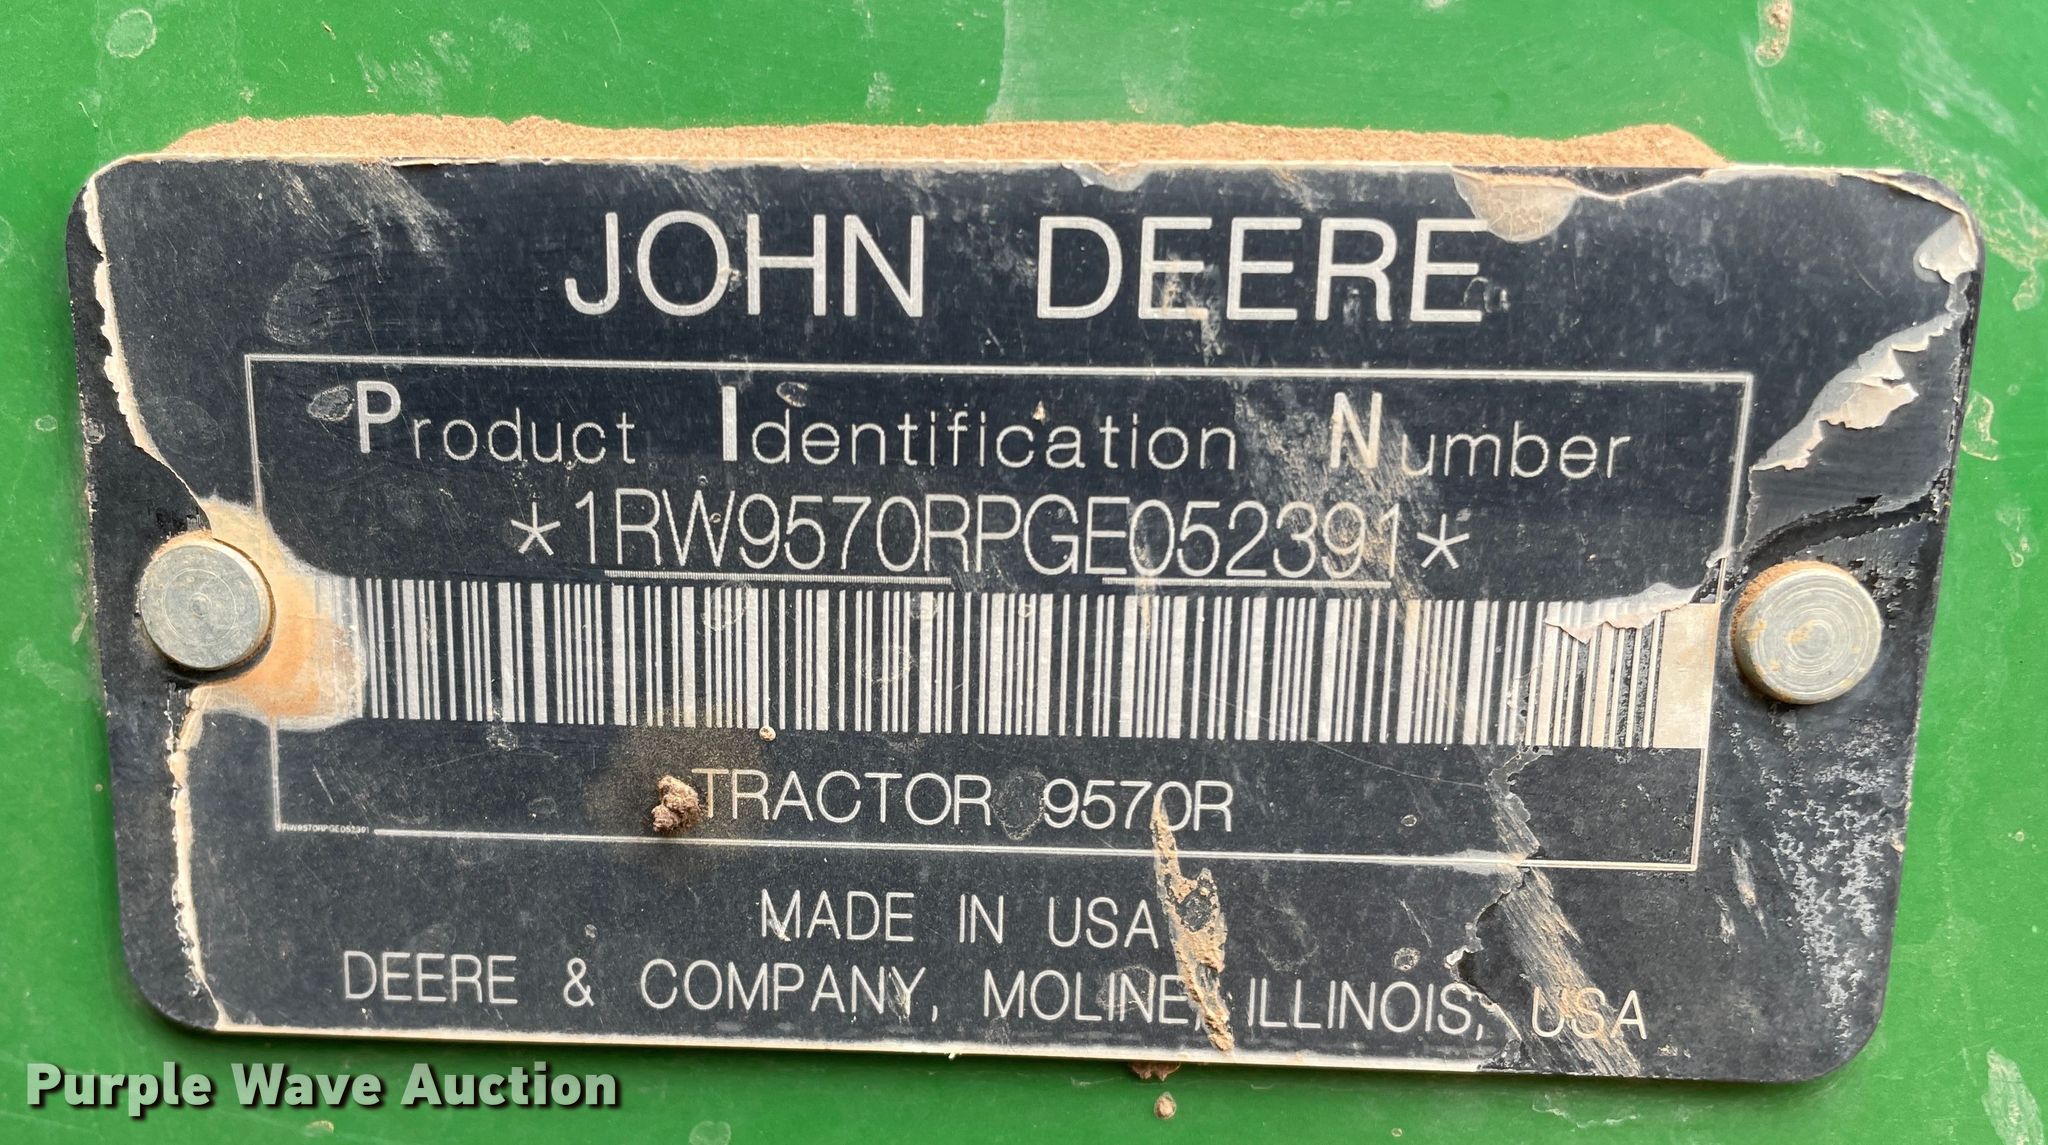 JOHN DEERE
Product Identification Number
*1RW9570RPGE052391*
TRACTOR 9570R
1RW9570RPGE052391
MADE IN USA
DEERE & COMPANY, MOLINE, ILLINOIS, USA
Purple Wave Auction